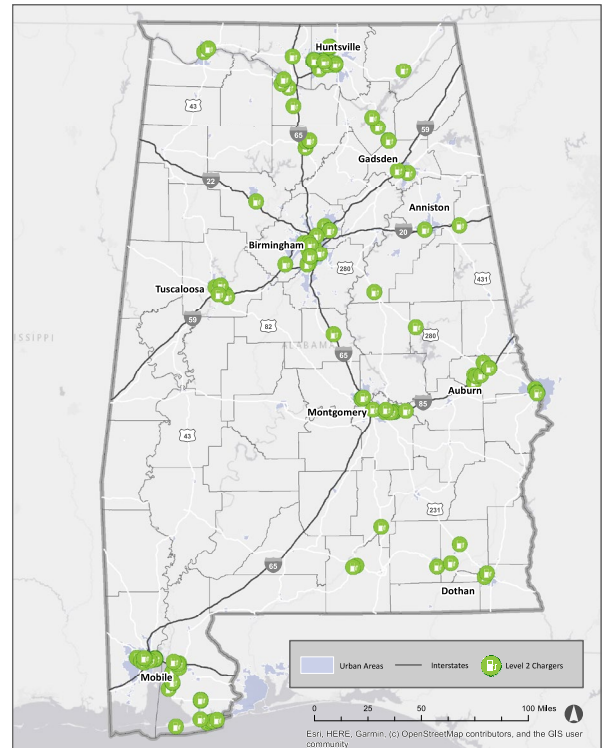 Huntsville
43
65
59
Gadsden
22
Anniston
20
Birmingham
280
431
Tuscaloosa
59
82
280
ISSIPPI
ALABAMA
65
Auburn
85
Montgomery
43
231
65
Dothan
Mobile
Urban Areas
Interstates
Level 2 Chargers
0 50 100 Miles
Esri, HERE, Garmin, (c) OpenStreetMap contributors, and the GIS user
community